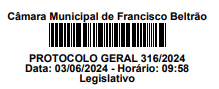 Câmara Municipal de Francisco Beltrão
PROTOCOLO GERAL 316/2024
Data: 03/06/2024 - Horário: 09:58
Legislativo